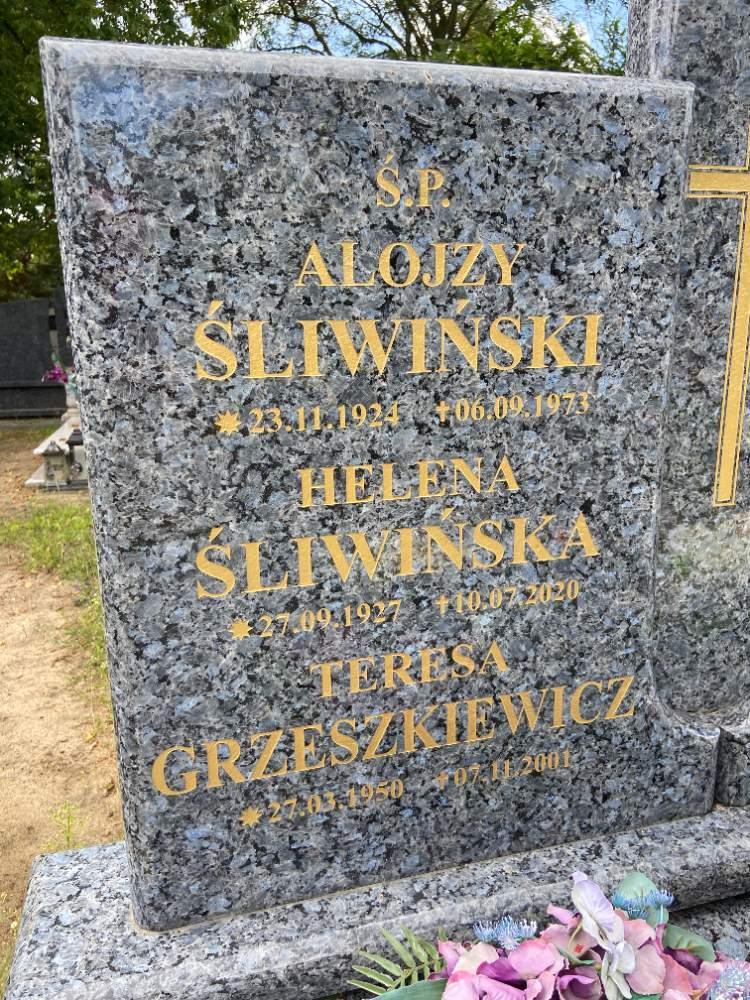 Ś.P.
ALOJZY
ŚLIWIŃSKI
✷ 23.11.1924 ✝06.09.1973
HELENA
ŚLIWIŃSKA
✷ 27.09.1927 ✝10.07.2020
TERESA
GRZESZKIEWICZ
✷ 27.03.1950 ✝07.11.2001